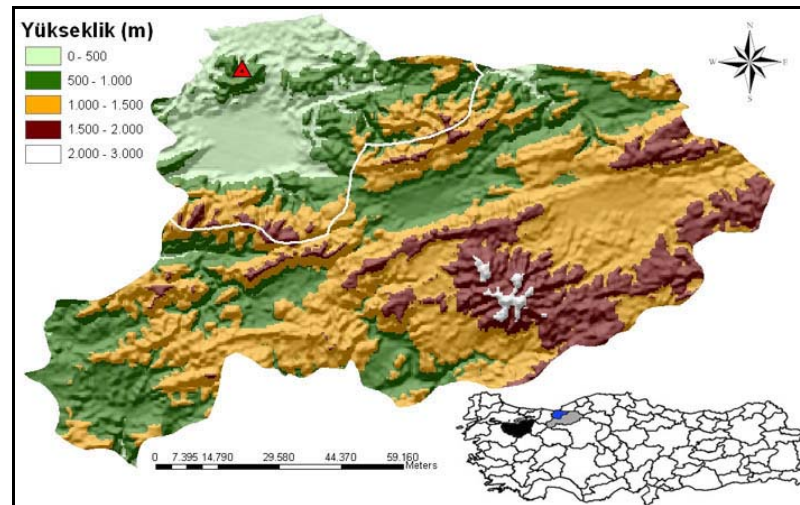 Yükseklik (m)
0 - 500
500 - 1.000
1.000 - 1.500
1.500 - 2.000
2.000 - 3.000
N
W
E
S
0 7.395 14.790 29.580 44.370 59.160
Meters